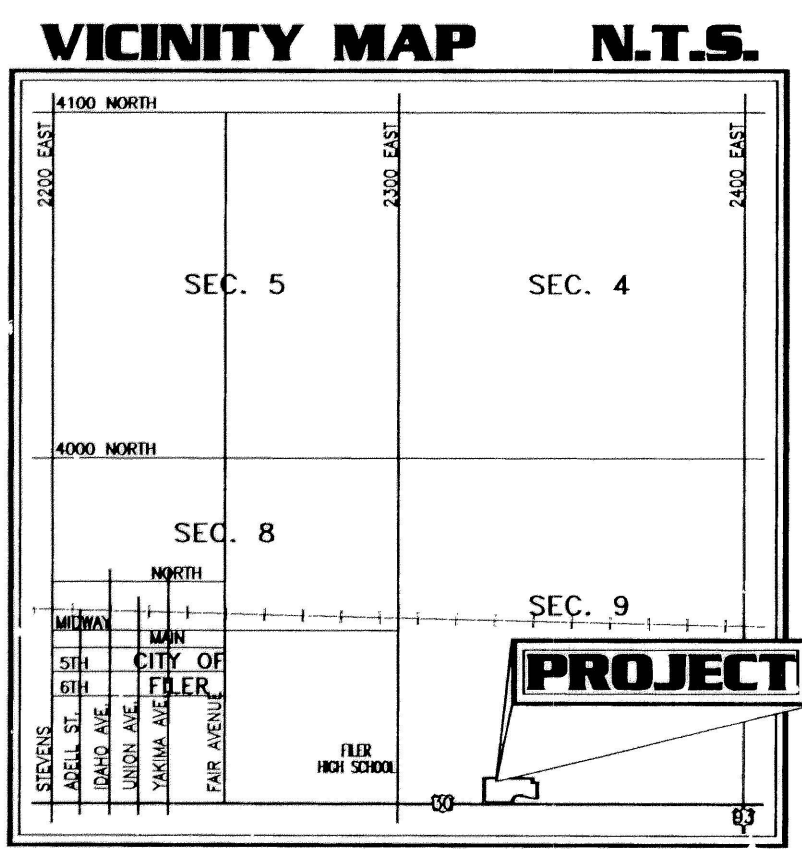 VICINITY MAP N.T.S.
4100 NORTH
2200 EAST
2300 EAST
2400 EAST
SEC. 5
SEC. 4
4000 NORTH
SEC. 8
NORTH
SEC. 9
MIDWAY
MAIN
5TH
CITY OF
6TH
FILER
PROJECT
STEVENS
ADELL ST.
IDAHO AVE.
UNION AVE.
YAKIMA AVE.
FAIR AVENUE
FILER
HIGH SCHOOL
30
93